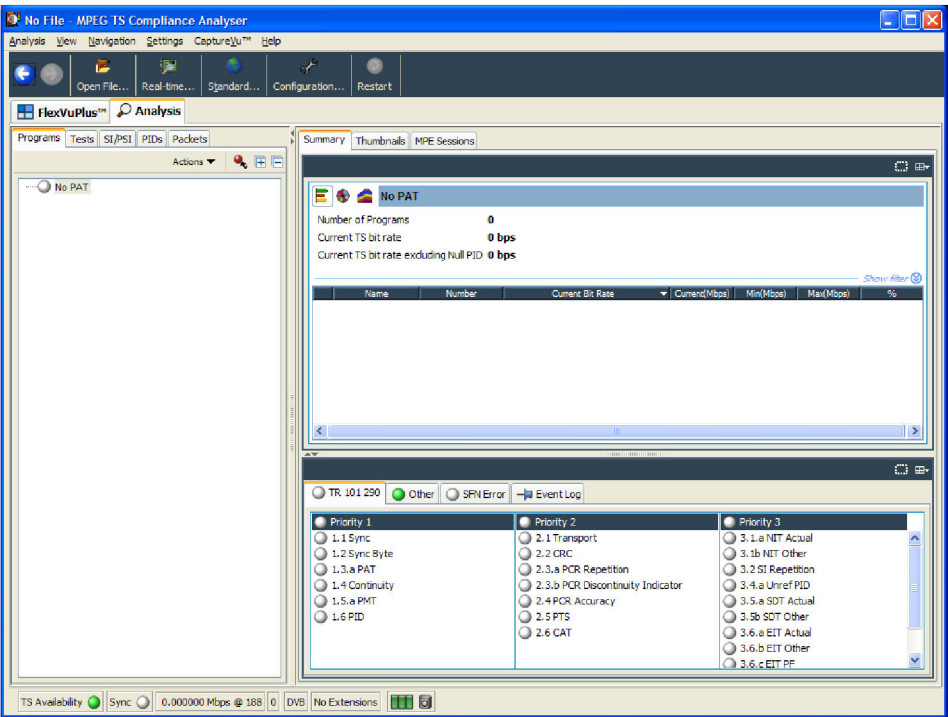 No File - MPEG TS Compliance Analyser
Analysis View Navigation Settings CaptureVu™ Help
Open File... Real-time... Standard... Configuration... Restart
FlexVuPlus™ Analysis
Programs Tests SI/PSI PIDs Packets
Actions
No PAT
Summary Thumbnails MPE Sessions
No PAT
Number of Programs 0
Current TS bit rate 0 bps
Current TS bit rate excluding Null PID 0 bps
Show filter
Name Number Current Bit Rate Current(Mbps) Min(Mbps) Max(Mbps) %
TR 101 290 Other SFN Error Event Log
Priority 1 Priority 2 Priority 3
1.1 Sync 2.1 Transport 3.1.a NIT Actual
1.2 Sync Byte 2.2 CRC 3.1b NIT Other
1.3.a PAT 2.3.a PCR Repetition 3.2 SI Repetition
1.4 Continuity 2.3.b PCR Discontinuity Indicator 3.4.a Unref PID
1.5.a PMT 2.4 PCR Accuracy 3.5.a SDT Actual
1.6 PID 2.5 PTS 3.5b SDT Other
2.6 CAT 3.6.a EIT Actual
3.6.b EIT Other
3.6.c EIT PF
TS Availability Sync 0.000000 Mbps @ 188 0 DVB No Extensions